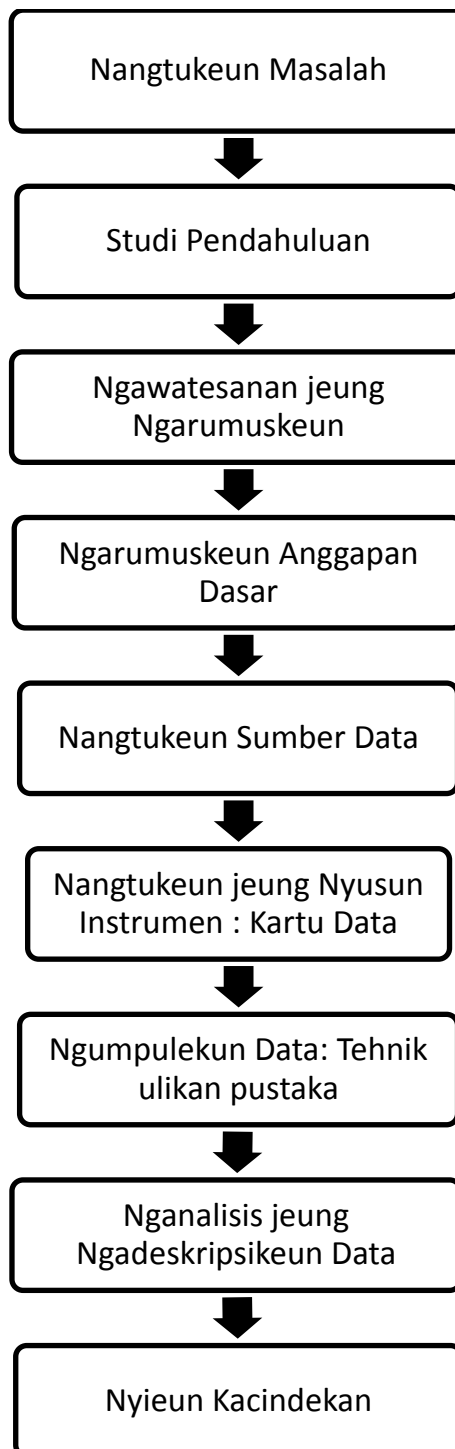 Nangtukeun Masalah
Studi Pendahuluan
Ngawatesanan jeung
Ngarumuskeun
Ngarumuskeun Anggapan
Dasar
Nangtukeun Sumber Data
Nangtukeun jeung Nyusun
Instrumen : Kartu Data
Ngumpulekun Data: Tehnik
ulikan pustaka
Nganalisis jeung
Ngadeskripsikeun Data
Nyieun Kacindekan